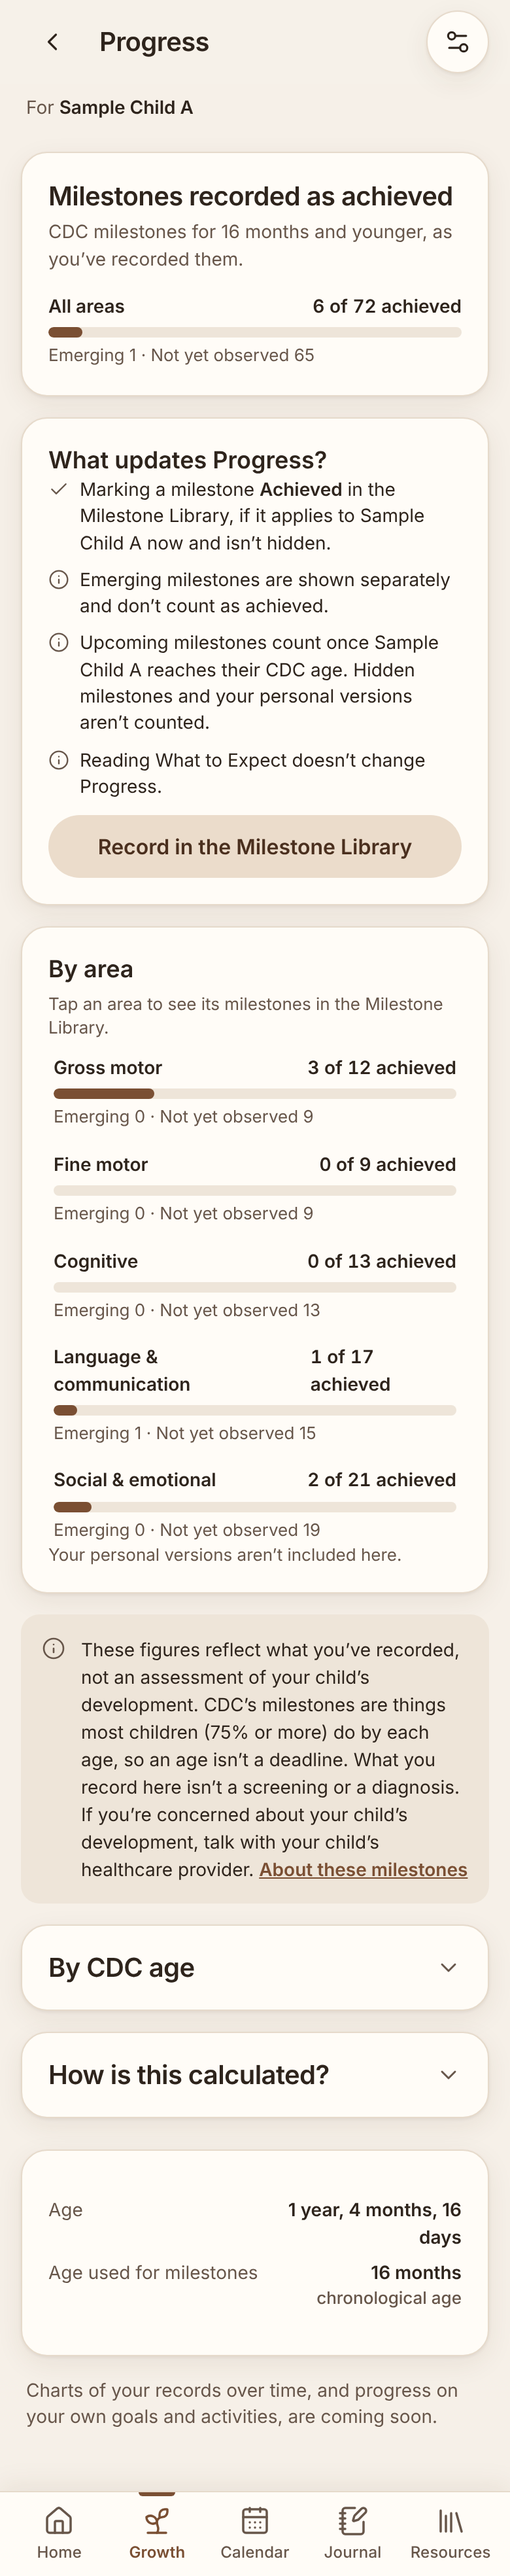 Progress
For Sample Child A
Milestones recorded as achieved
CDC milestones for 16 months and younger, as
you’ve recorded them.
All areas 6 of 72 achieved
Emerging 1 · Not yet observed 65
What updates Progress?
Marking a milestone Achieved in the
Milestone Library, if it applies to Sample
Child A now and isn’t hidden.
Emerging milestones are shown separately
and don’t count as achieved.
Upcoming milestones count once Sample
Child A reaches their CDC age. Hidden
milestones and your personal versions
aren’t counted.
Reading What to Expect doesn’t change
Progress.
Record in the Milestone Library
By area
Tap an area to see its milestones in the Milestone
Library.
Gross motor 3 of 12 achieved
Emerging 0 · Not yet observed 9
Fine motor 0 of 9 achieved
Emerging 0 · Not yet observed 9
Cognitive 0 of 13 achieved
Emerging 0 · Not yet observed 13
Language & 1 of 17
communication achieved
Emerging 1 · Not yet observed 15
Social & emotional 2 of 21 achieved
Emerging 0 · Not yet observed 19
Your personal versions aren’t included here.
These figures reflect what you’ve recorded,
not an assessment of your child’s
development. CDC’s milestones are things
most children (75% or more) do by each
age, so an age isn’t a deadline. What you
record here isn’t a screening or a diagnosis.
If you’re concerned about your child’s
development, talk with your child’s
healthcare provider. About these milestones
By CDC age
How is this calculated?
Age 1 year, 4 months, 16
days
Age used for milestones 16 months
chronological age
Charts of your records over time, and progress on
your own goals and activities, are coming soon.
Home Growth Calendar Journal Resources